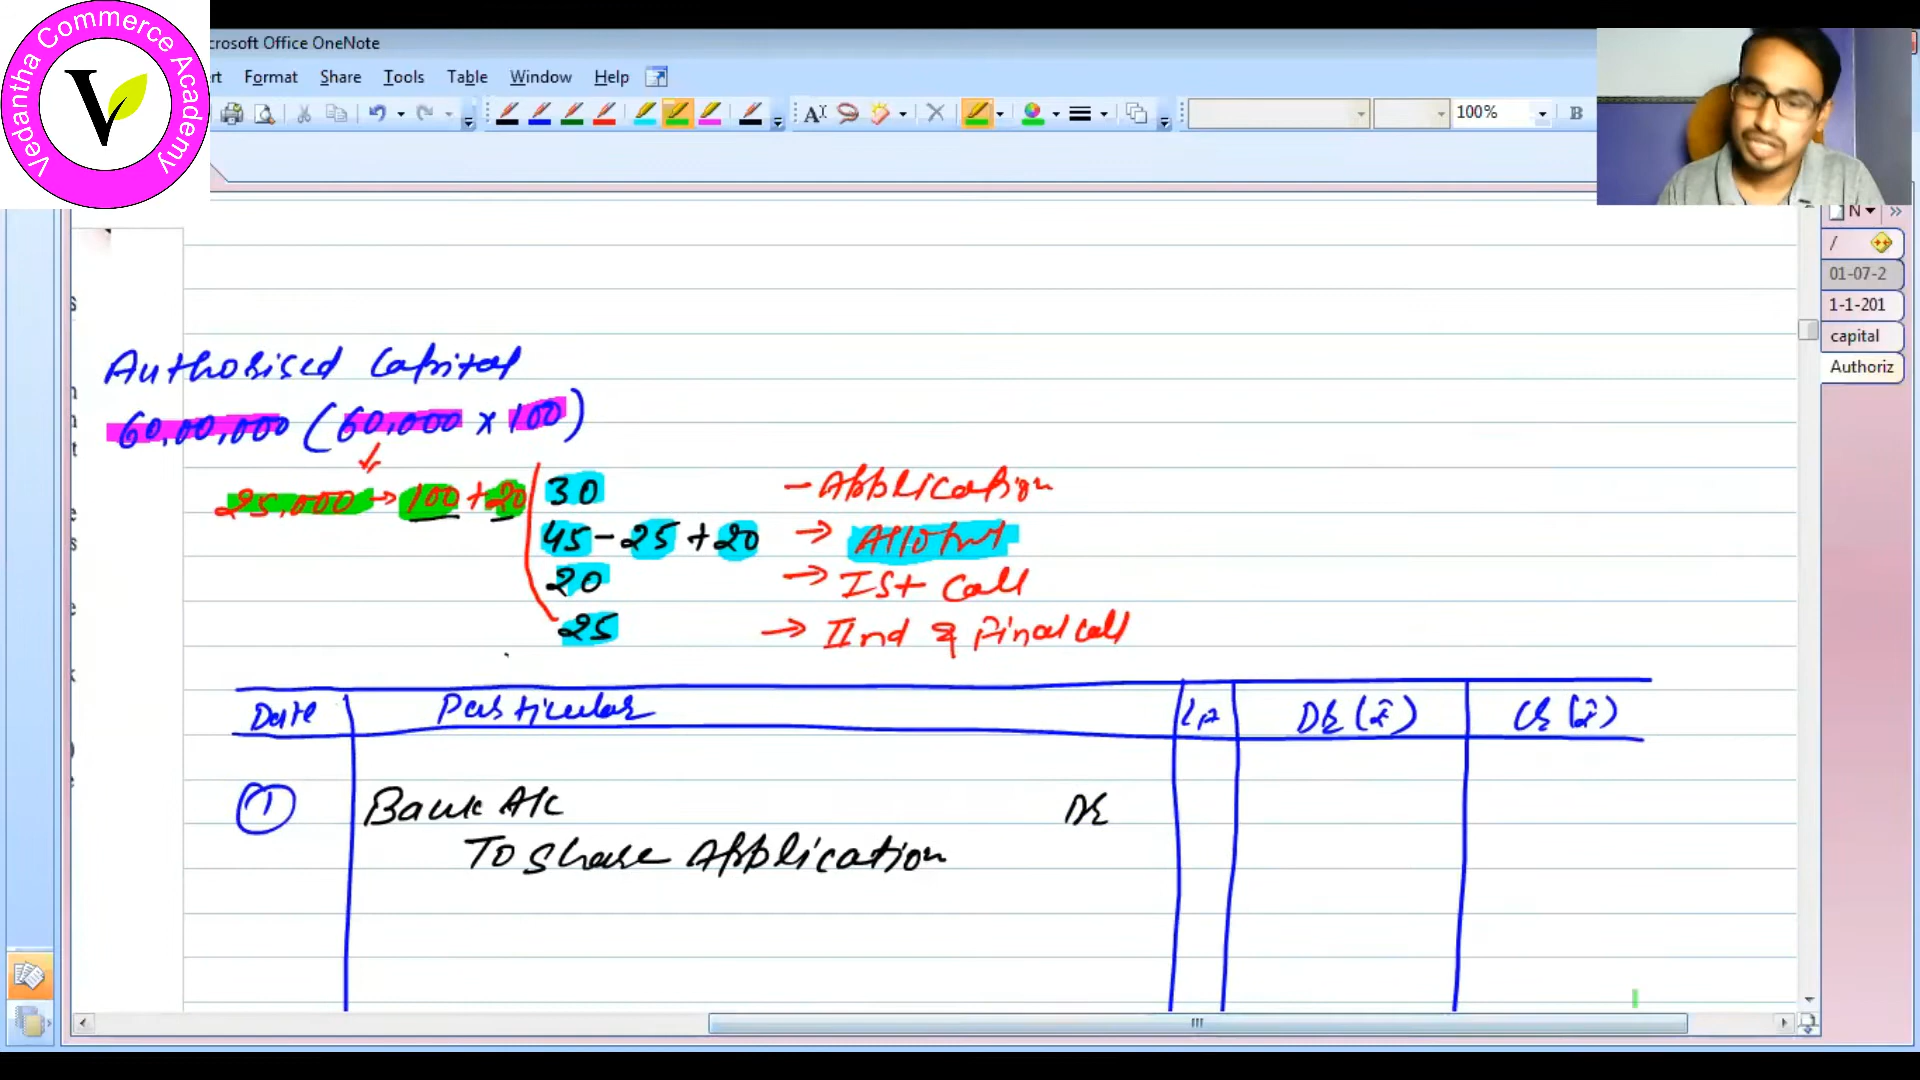 Vedantha Commerce Academy
V
crosoft Office OneNote
rt Format Share Tools Table Window Help
100% B
N
/
01-07-2
1-1-201
capital
Authoriz
Authorised Capital
60,00,000 (60,000 x 100)
25,000 → 100 + 20
30 - Application
45 - 25 + 20 →
20 → Ist Call
25 → IInd & Final Call
Date Particular Dr (₹) Cr (₹)
1 Bank A/c Dr
To Share Application